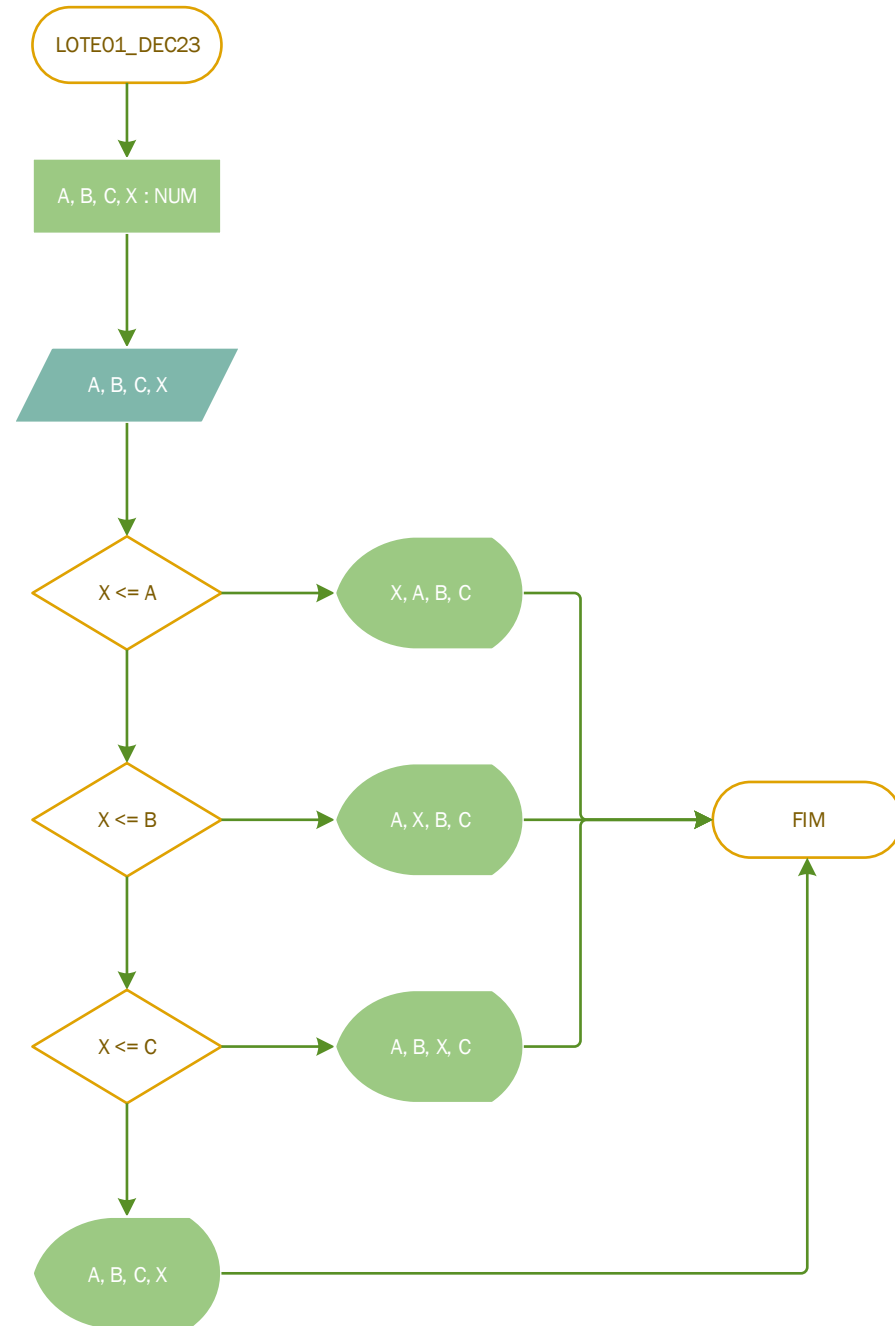 LOTE01_DEC23
A, B, C, X : NUM
A, B, C, X
X <= A
X, A, B, C
X <= B
A, X, B, C
FIM
X <= C
A, B, X, C
A, B, C, X